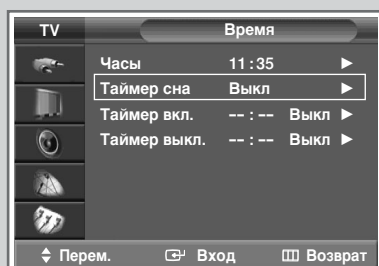 TV Время
Часы 11:35 ►
Таймер сна Выкл ►
Таймер вкл. --:-- Выкл ►
Таймер выкл. --:-- Выкл ►
Перем. Вход Возврат